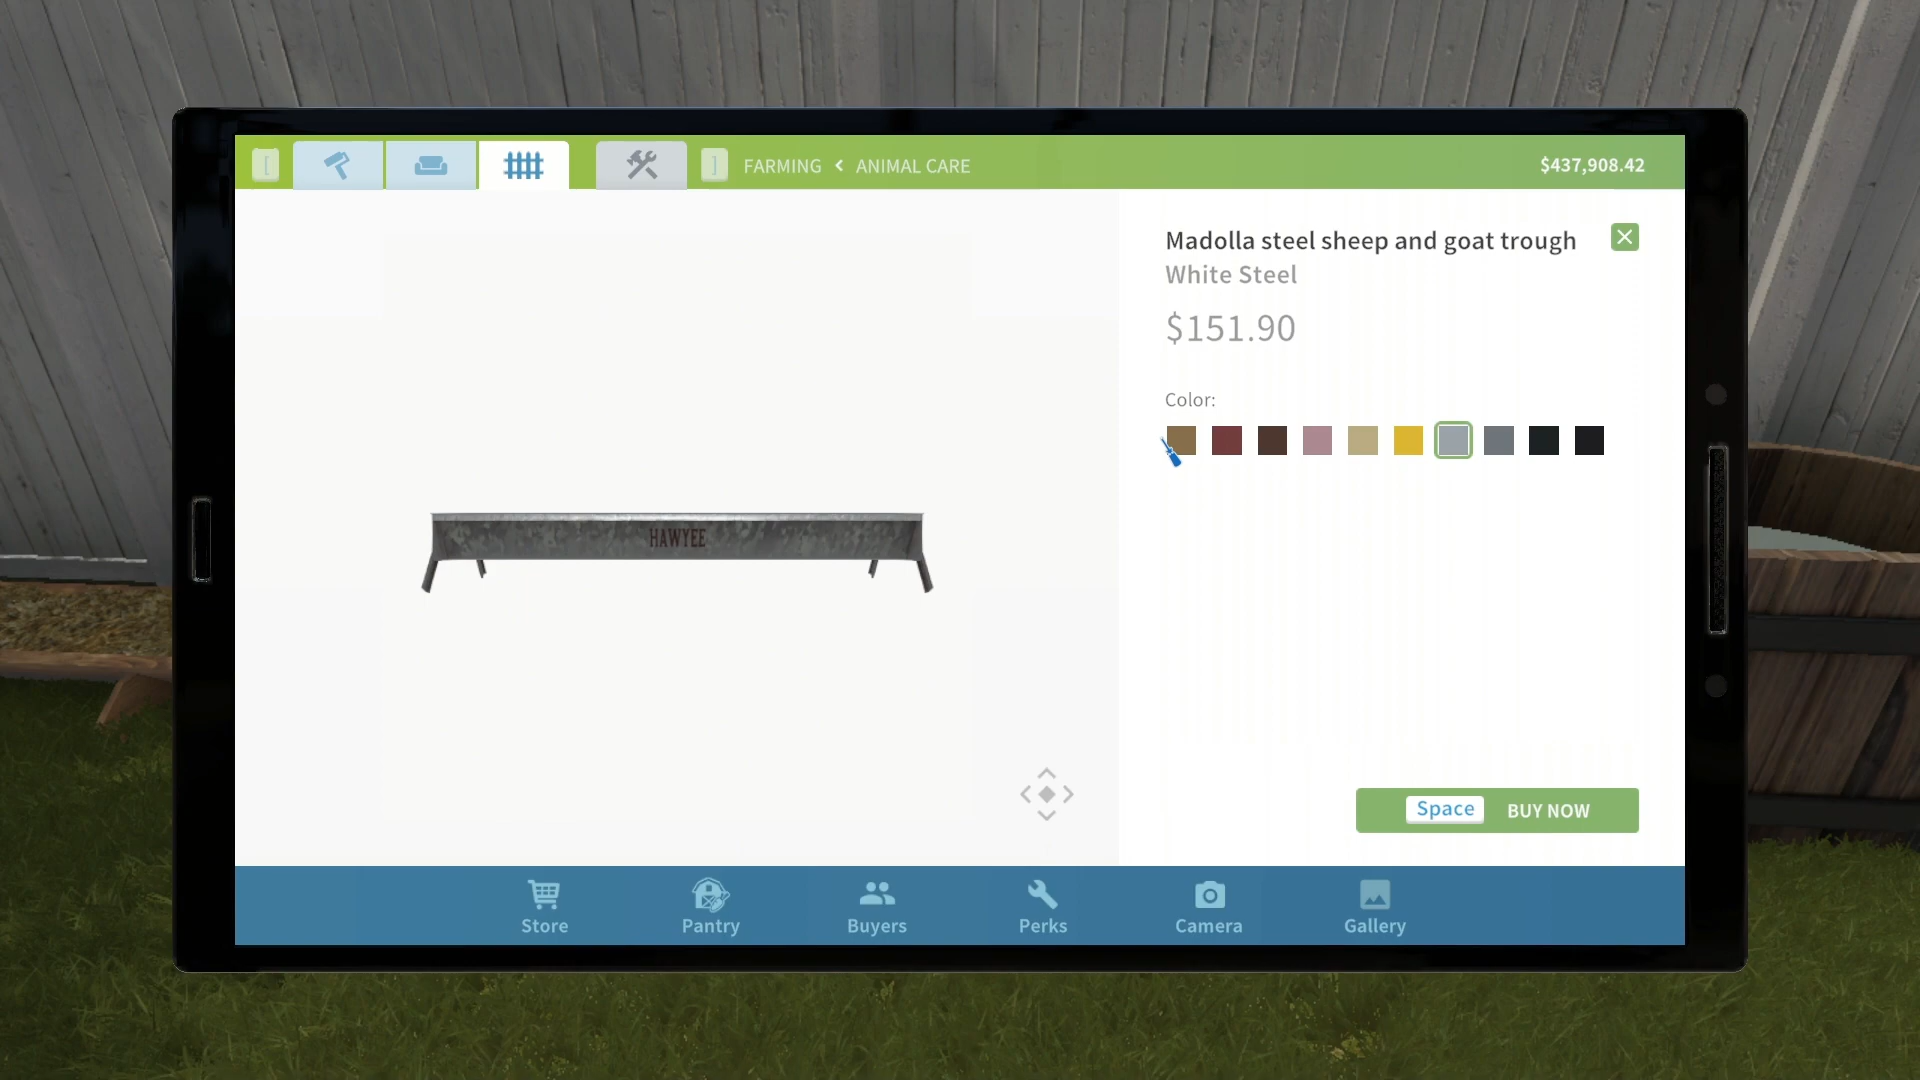 [
]
FARMING < ANIMAL CARE
$437,908.42
Madolla steel sheep and goat trough
White Steel
$151.90
Color:
HAWYEE
Space BUY NOW
Store
Pantry
Buyers
Perks
Camera
Gallery